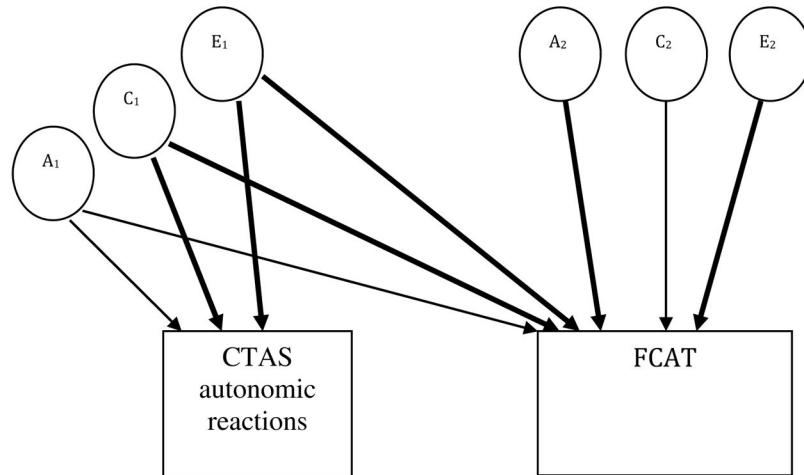 E₁
A₂
C₂
E₂
C₁
A₁
CTAS
autonomic
reactions
FCAT